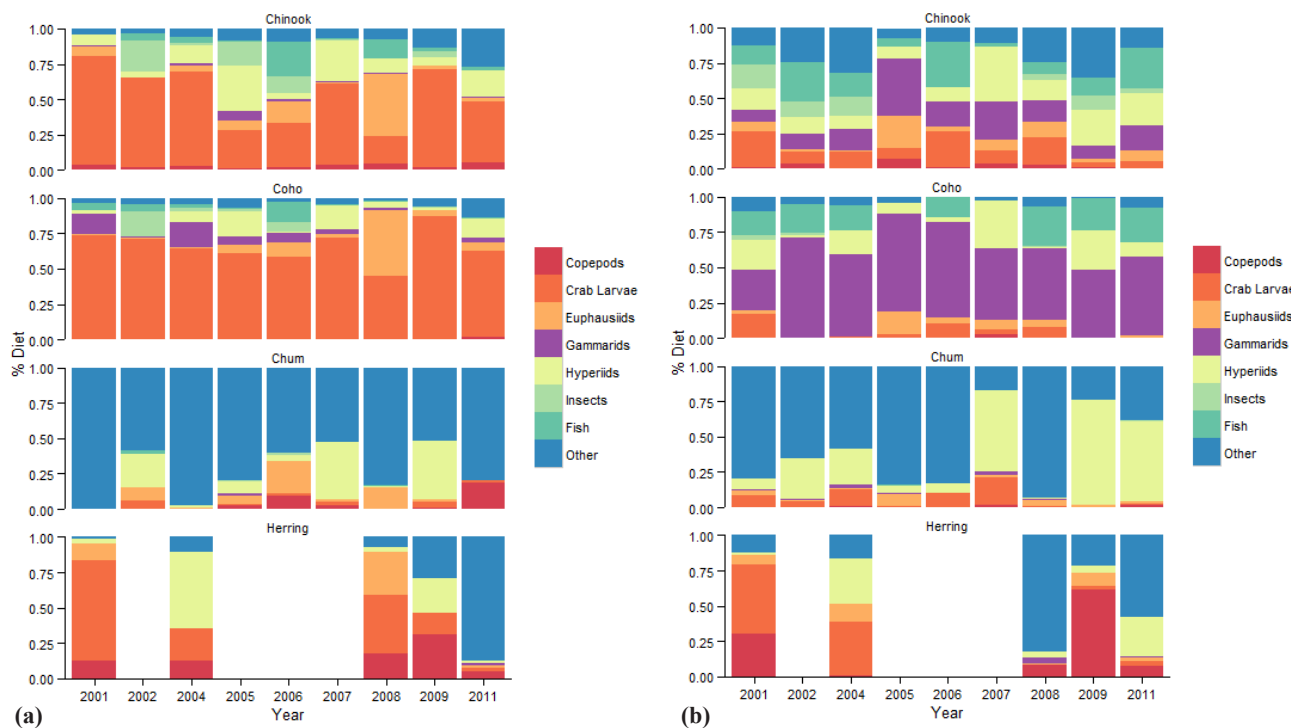 Chinook
1.00
0.75
0.50
0.25
0.00
Coho
1.00
0.75
0.50
0.25
0.00
Chum
1.00
0.75
0.50
0.25
0.00
Herring
1.00
0.75
0.50
0.25
0.00
% Diet
2001 2002 2004 2005 2006 2007 2008 2009 2011
Year
(a)
Copepods
Crab Larvae
Euphausiids
Gammarids
Hyperiids
Insects
Fish
Other
Chinook
1.00
0.75
0.50
0.25
0.00
Coho
1.00
0.75
0.50
0.25
0.00
Chum
1.00
0.75
0.50
0.25
0.00
Herring
1.00
0.75
0.50
0.25
0.00
% Diet
2001 2002 2004 2005 2006 2007 2008 2009 2011
Year
(b)
Copepods
Crab Larvae
Euphausiids
Gammarids
Hyperiids
Insects
Fish
Other